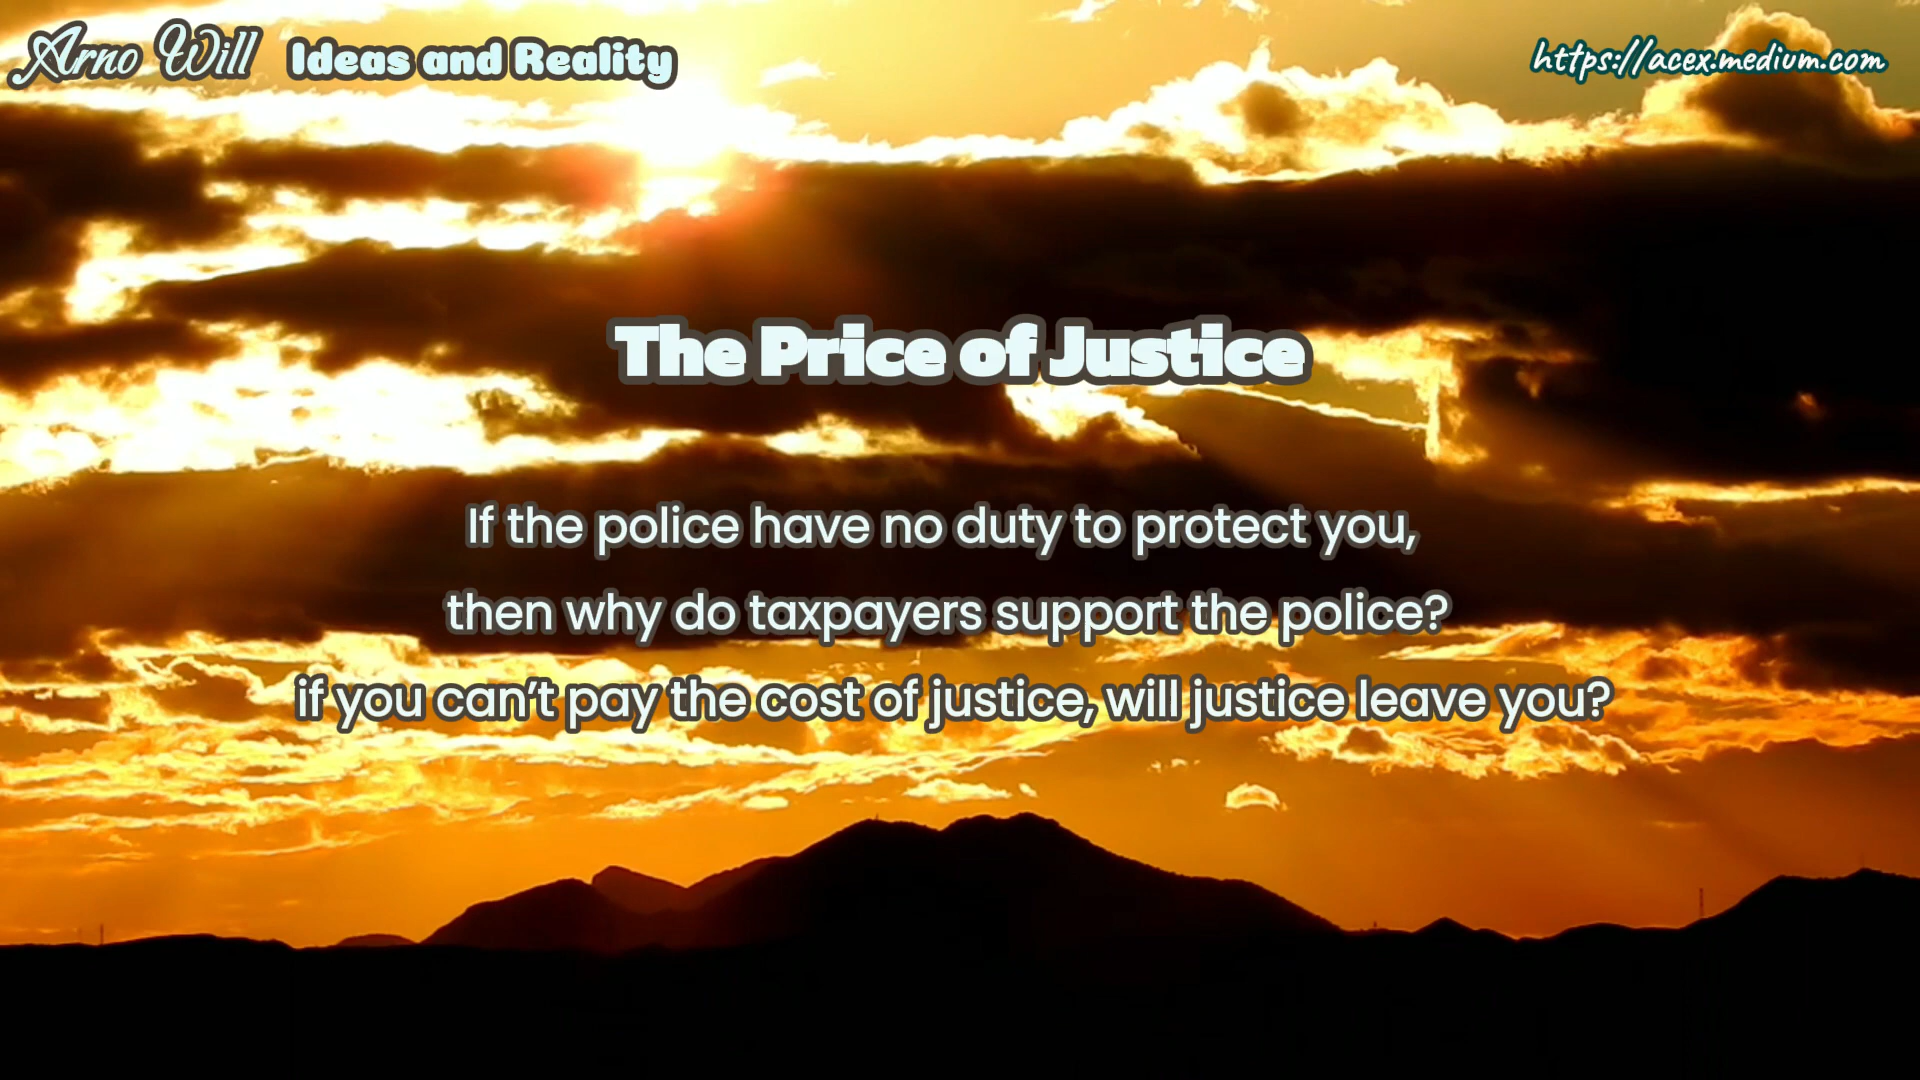 Arno Will Ideas and Reality
https://acex.medium.com
The Price of Justice
If the police have no duty to protect you,
then why do taxpayers support the police?
if you can't pay the cost of justice, will justice leave you?